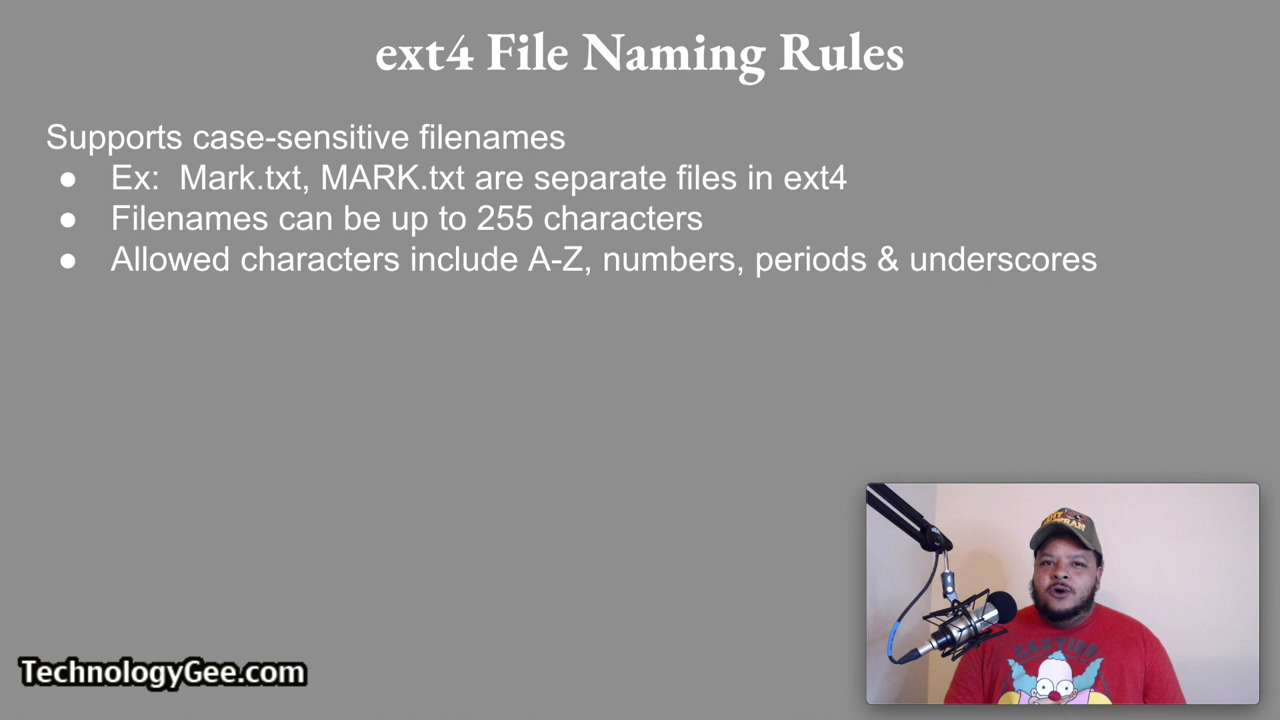 ext4 File Naming Rules
Supports case-sensitive filenames
● Ex: Mark.txt, MARK.txt are separate files in ext4
● Filenames can be up to 255 characters
● Allowed characters include A-Z, numbers, periods & underscores
CAUTION
TechnologyGee.com